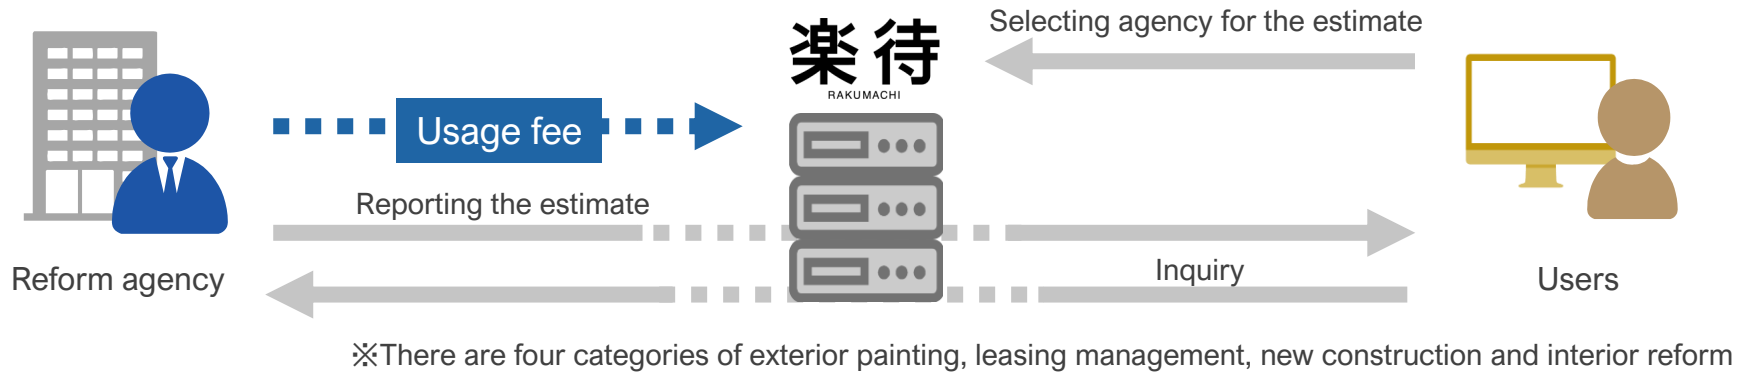 Selecting agency for the estimate
楽待
RAKUMACHI
Usage fee
Reporting the estimate
Inquiry
Reform agency
Users
※There are four categories of exterior painting, leasing management, new construction and interior reform